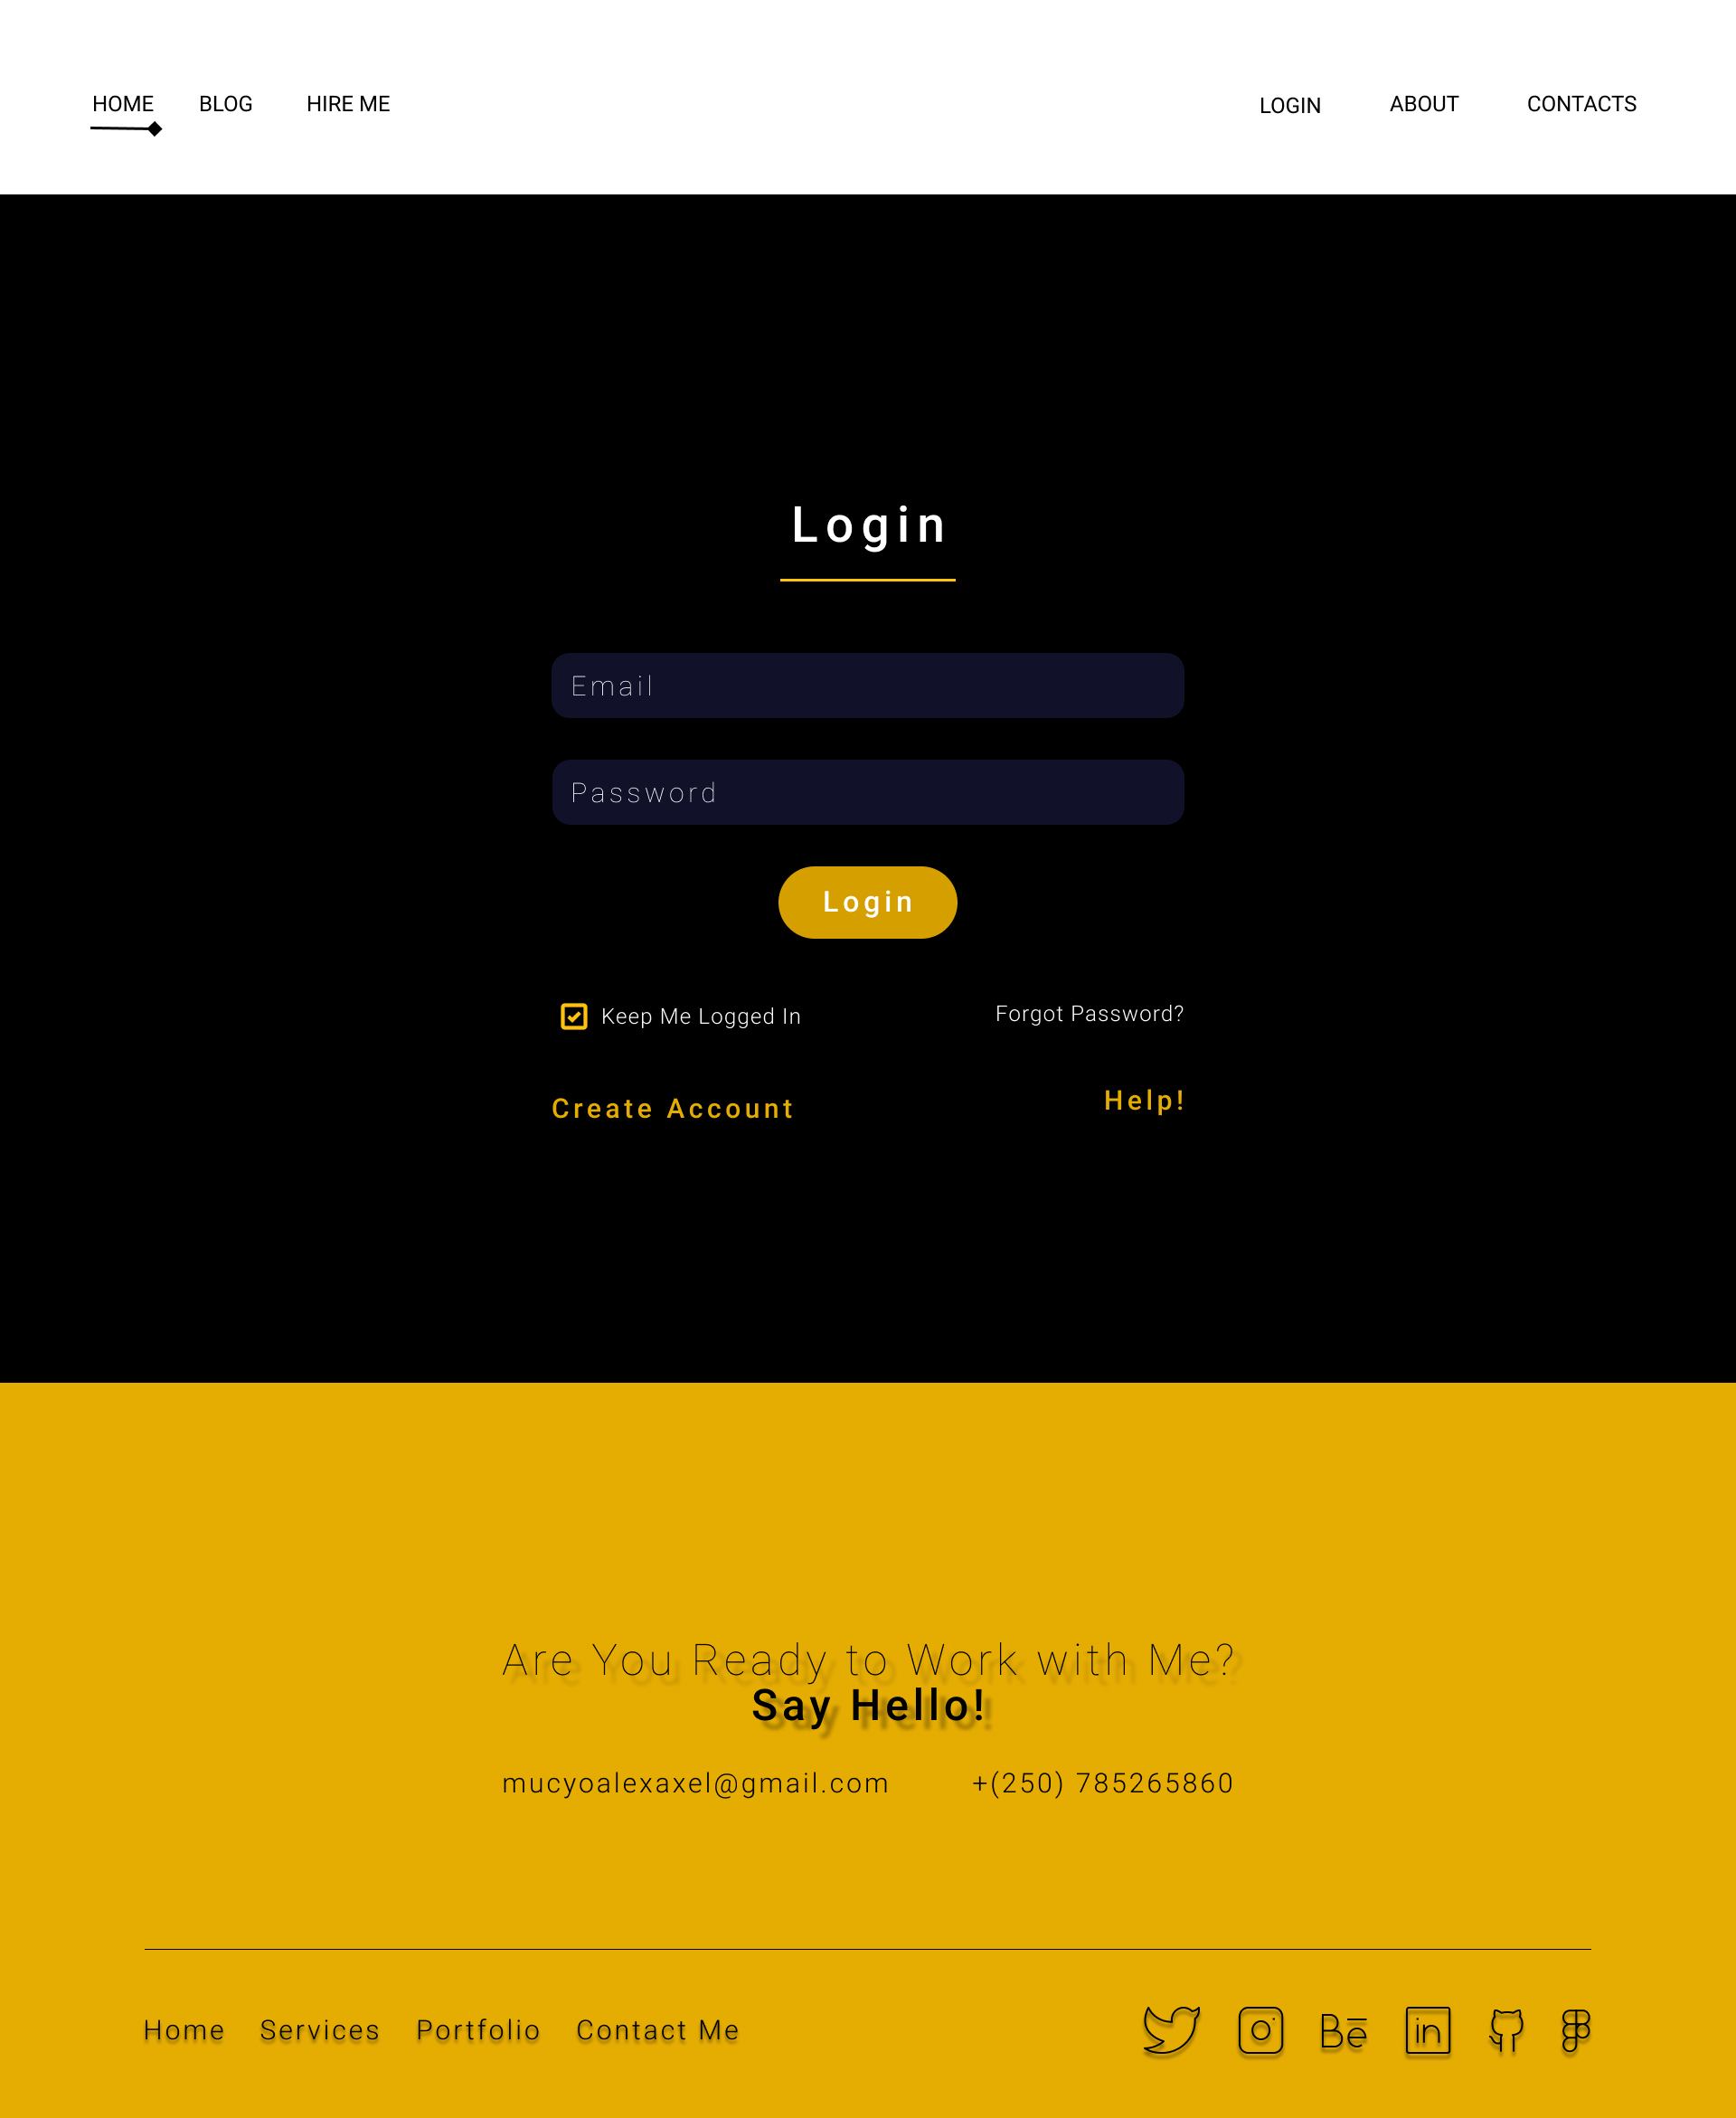 HOME BLOG HIRE ME LOGIN ABOUT CONTACTS
Login
Email
Password
Login
Keep Me Logged In Forgot Password?
Create Account Help!
Are You Ready to Work with Me?
Say Hello!
mucyoalexaxel@gmail.com +(250) 785265860
Home Services Portfolio Contact Me Bē in